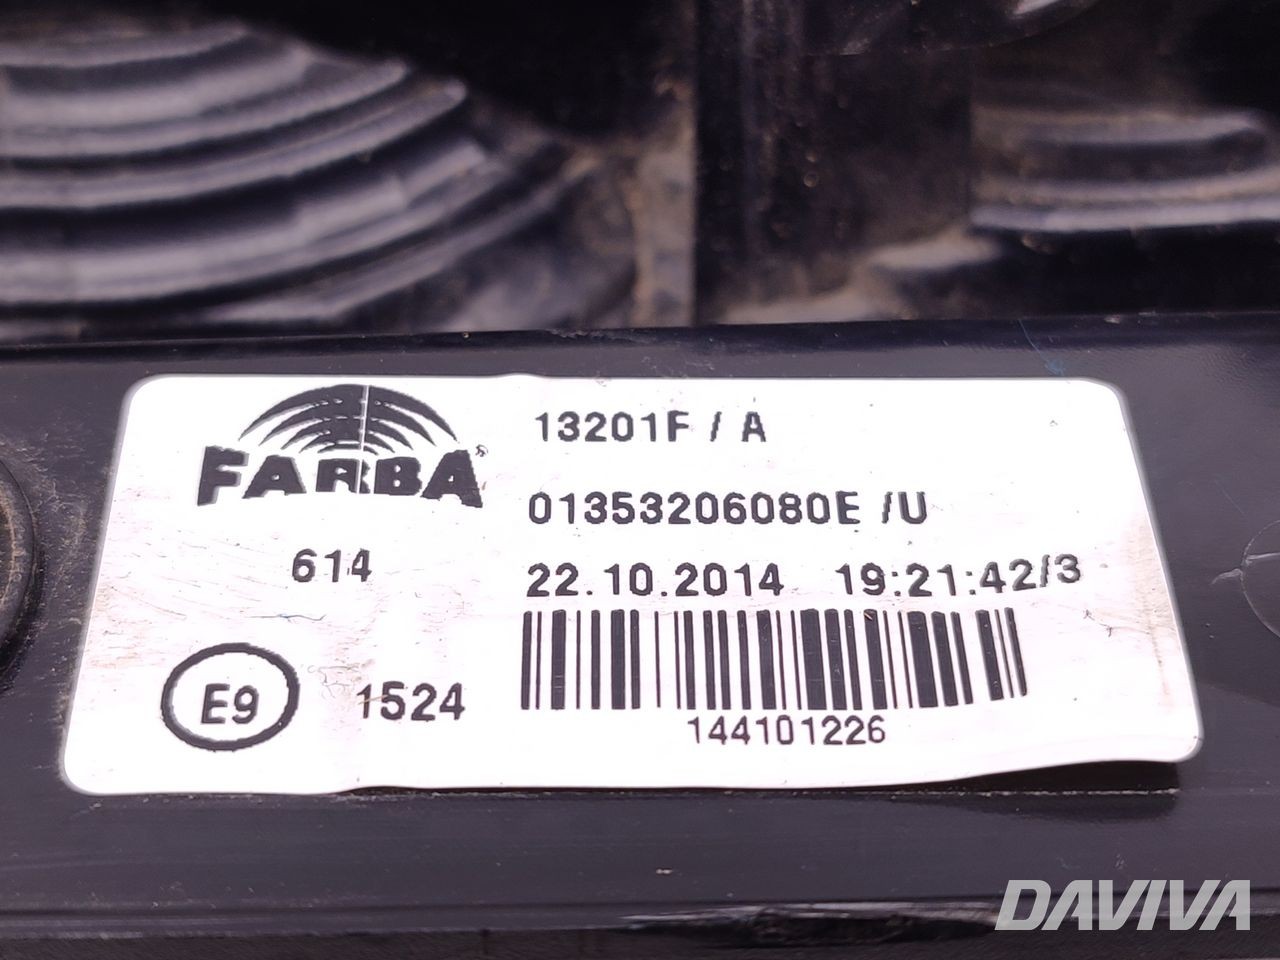 FARBA
13201F / A
01353206080E /U
614
22.10.2014 19:21:42/3
E9
1524
144101226
DAVIVA